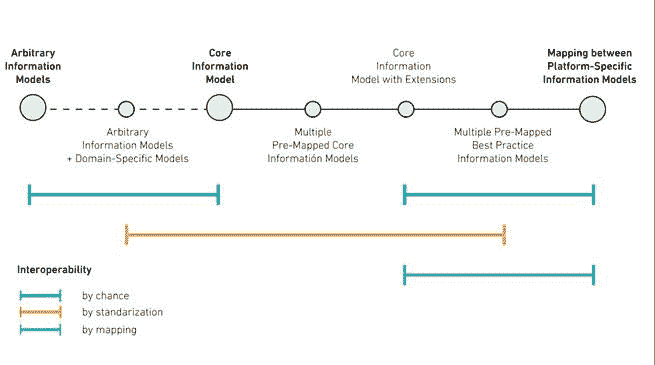 Arbitrary
Information
Models
Core
Information
Model
Core
Information
Model with Extensions
Mapping between
Platform-Specific
Information Models
Arbitrary
Information Models
+ Domain-Specific Models
Multiple
Pre-Mapped Core
Information Models
Multiple Pre-Mapped
Best Practice
Information Models
Interoperability
by chance
by standarization
by mapping